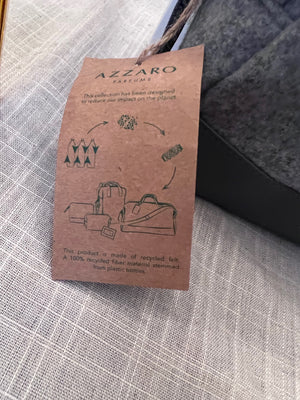 AZZARO
PARFUMS
This collection has been designed
to reduce our impact on the planet.
This product is made of recycled felt.
A 100% recycled fiber material stemmed
from plastic bottles.